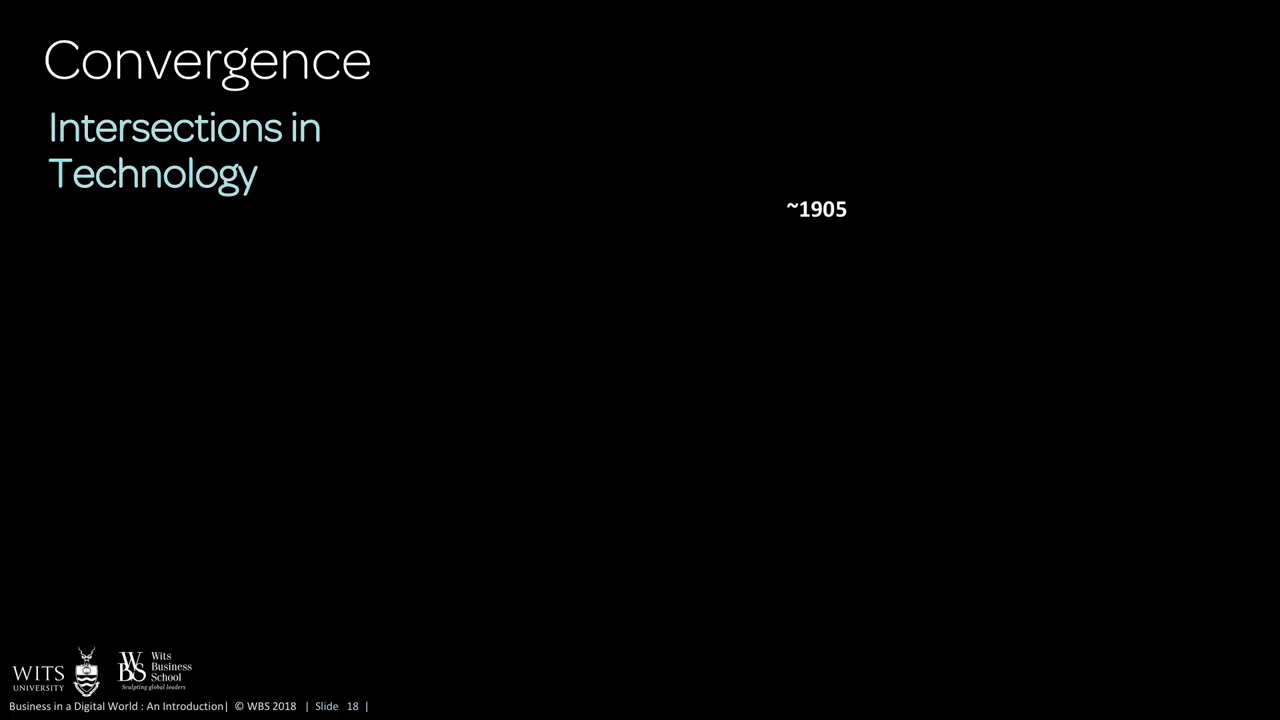 Convergence
Intersections in
Technology
~1905
WITS
UNIVERSITY
WBS
Wits
Business
School
Sculpting global leaders
Business in a Digital World : An Introduction| © WBS 2018 | Slide 18 |